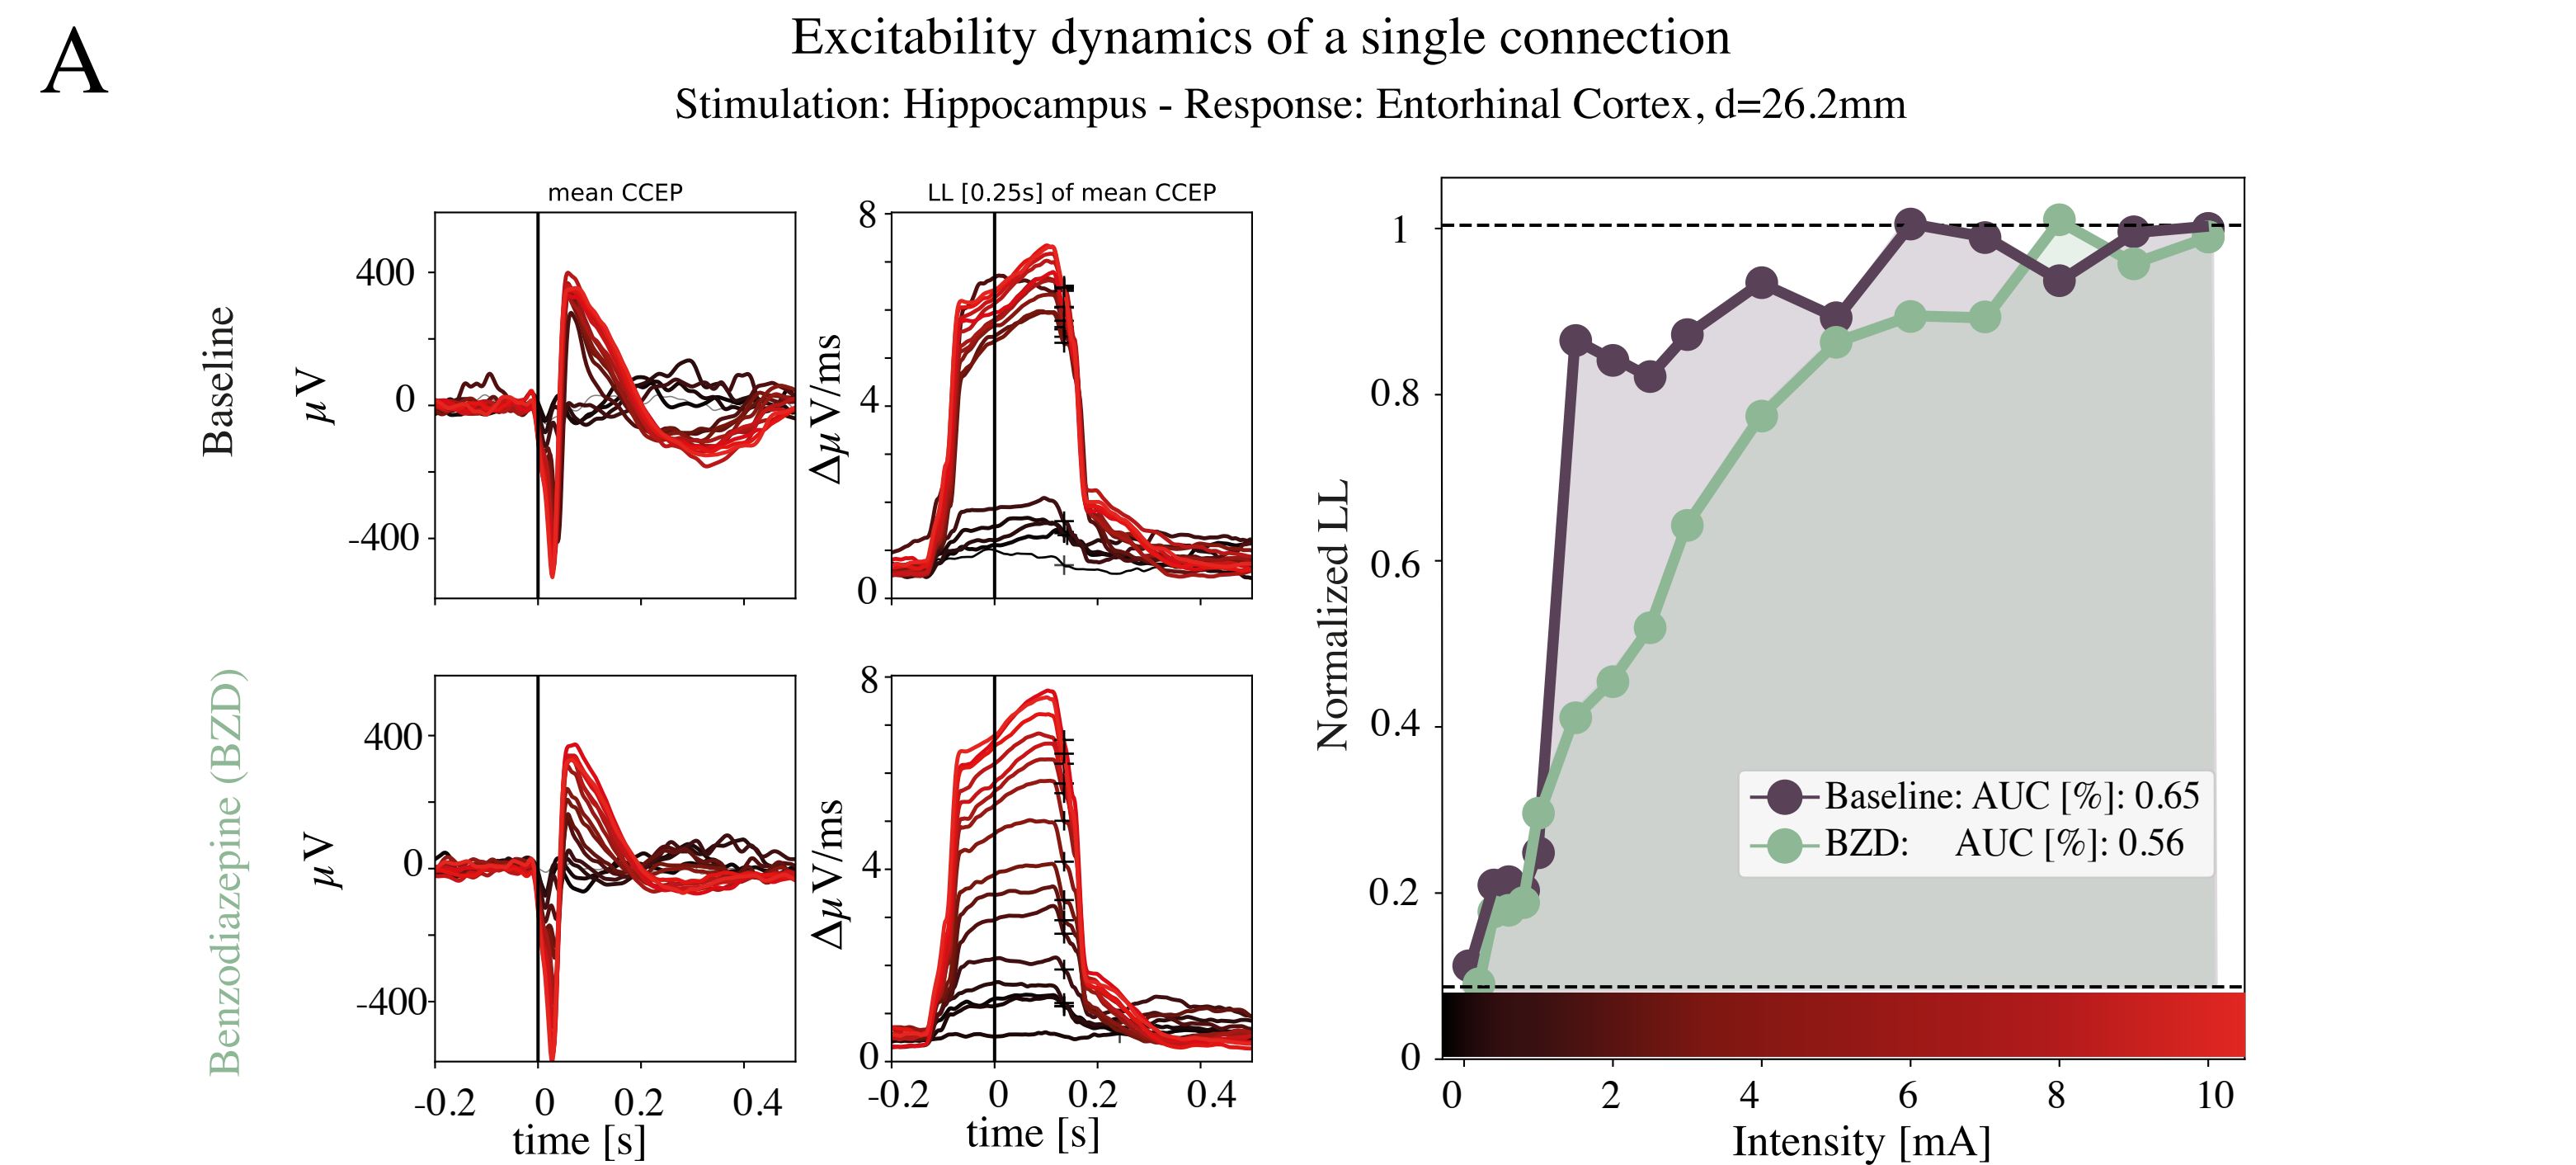 A
Excitability dynamics of a single connection
Stimulation: Hippocampus - Response: Entorhinal Cortex, d=26.2mm
mean CCEP
LL [0.25s] of mean CCEP
Baseline
μV
400
0
-400
ΔμV/ms
8
4
0
Benzodiazepine (BZD)
μV
400
0
-400
-0.2 0 0.2 0.4
time [s]
ΔμV/ms
8
4
0
-0.2 0 0.2 0.4
time [s]
Normalized LL
1
0.8
0.6
0.4
0.2
0
Baseline: AUC [%]: 0.65
BZD: AUC [%]: 0.56
0 2 4 6 8 10
Intensity [mA]